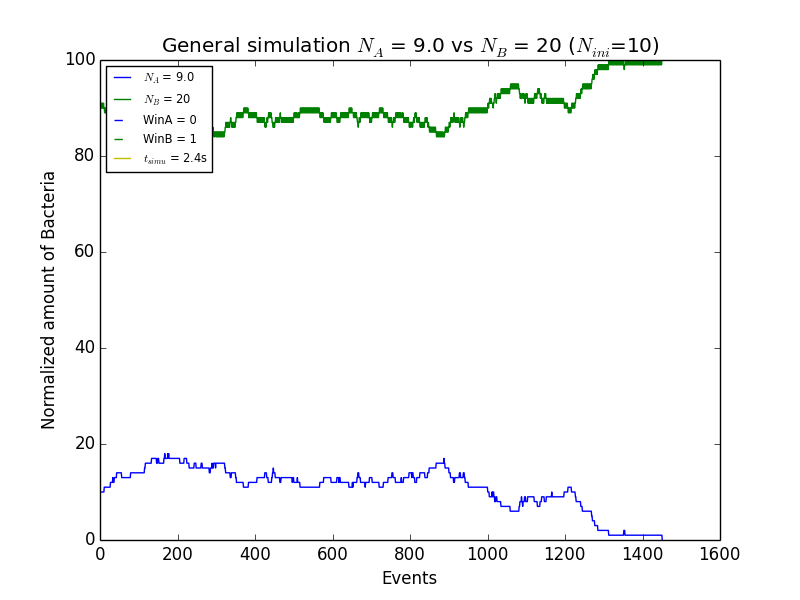 General simulation N_A = 9.0 vs N_B = 20 (N_ini=10)
100
80
60
40
20
0
Normalized amount of Bacteria
N_A = 9.0
N_B = 20
WinA = 0
WinB = 1
t_simu = 2.4s
0 200 400 600 800 1000 1200 1400 1600
Events